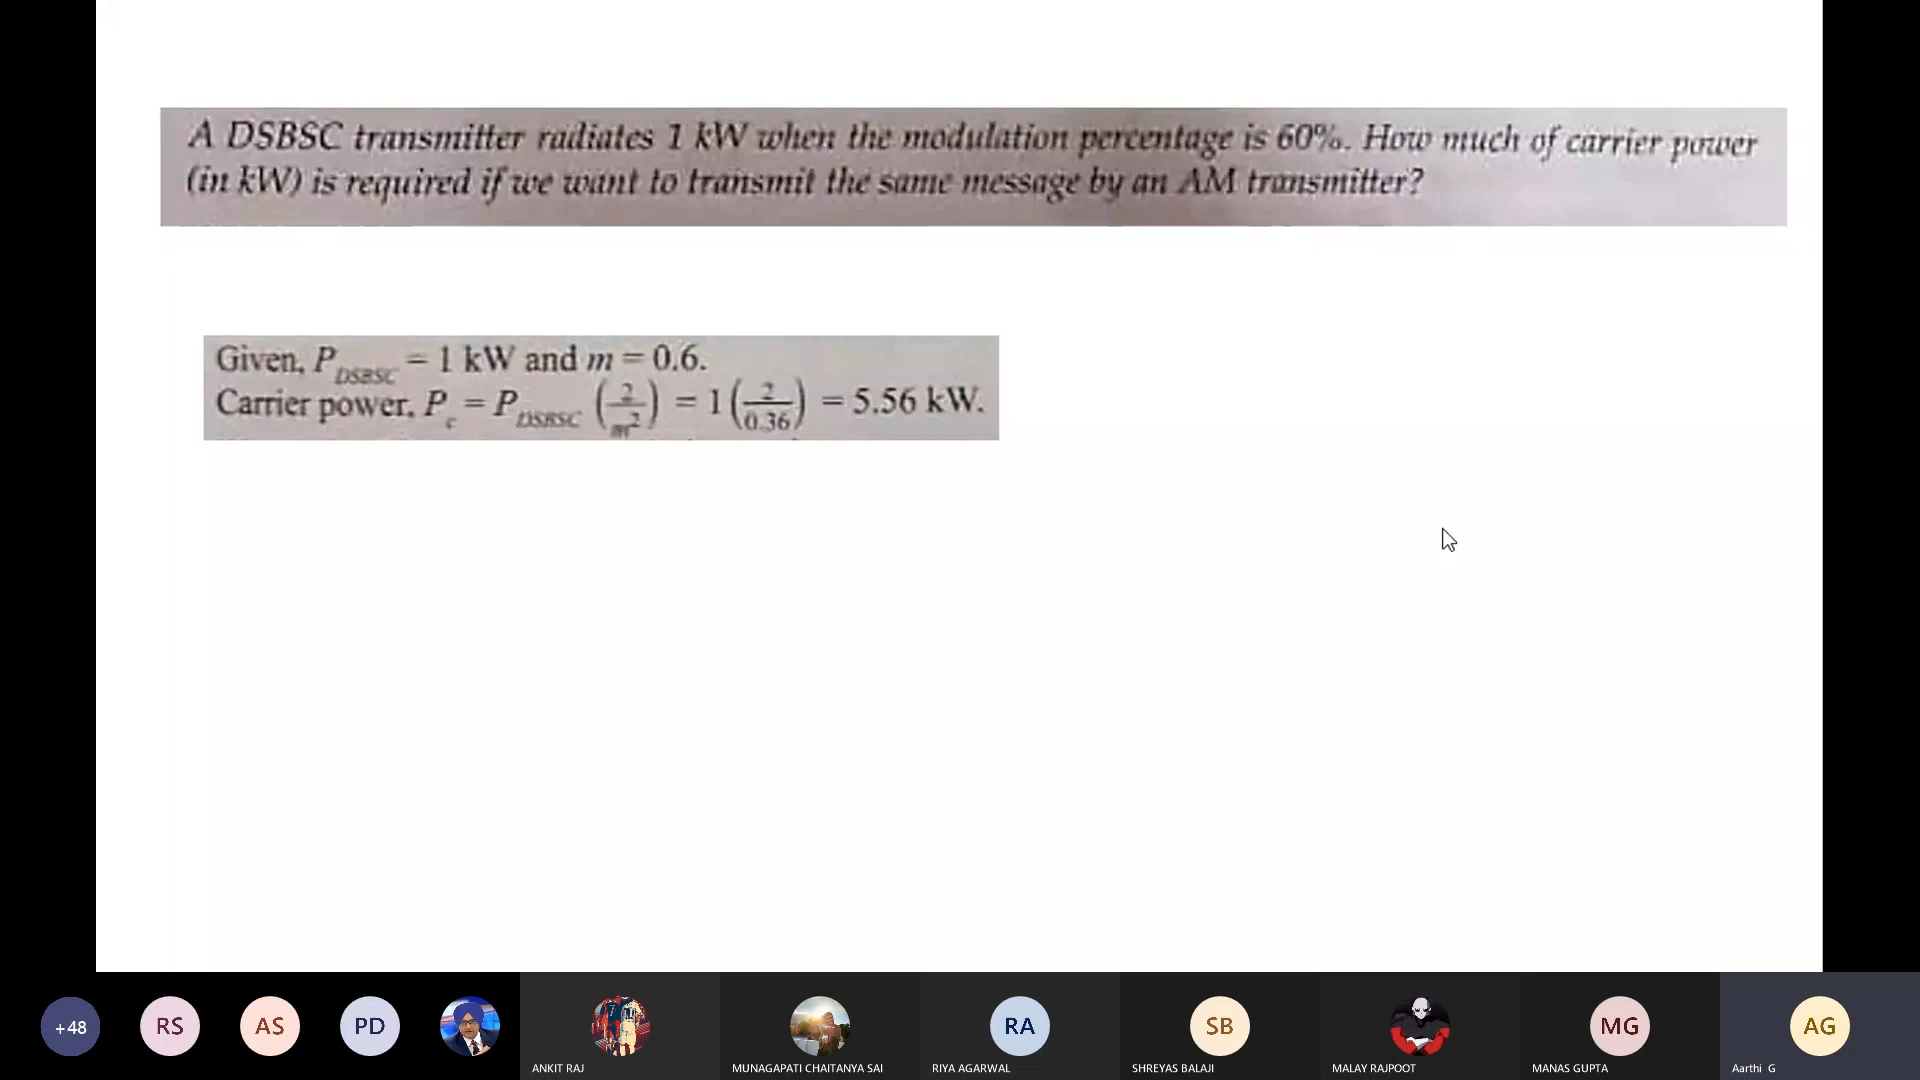 A DSBSC transmitter radiates 1 kW when the modulation percentage is 60%. How much of carrier power
(in kW) is required if we want to transmit the same message by an AM transmitter?
Given, P_DSBSC = 1 kW and m = 0.6.
Carrier power, P_c = P_DSBSC (2/m²) = 1 (2/0.36) = 5.56 kW.
+48
RS
AS
PD
RA
SB
MG
AG
ANKIT RAJ
MUNAGAPATI CHAITANYA SAI
RIYA AGARWAL
SHREYAS BALAJI
MALAY RAJPOOT
MANAS GUPTA
Aarthi G